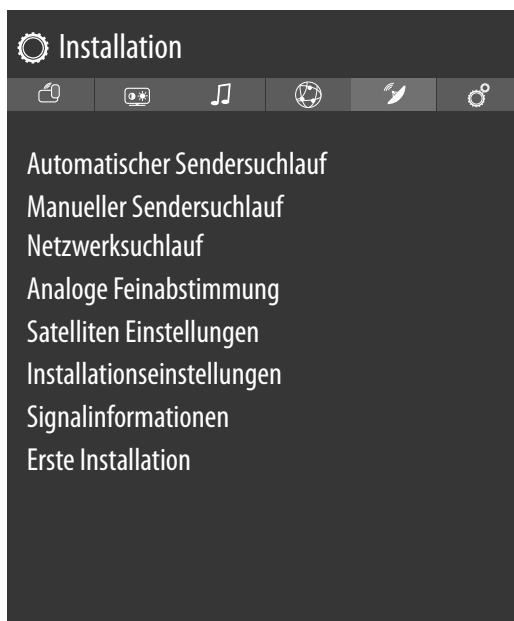 Installation
Automatischer Sendersuchlauf
Manueller Sendersuchlauf
Netzwerksuchlauf
Analoge Feinabstimmung
Satelliten Einstellungen
Installationseinstellungen
Signalinformationen
Erste Installation